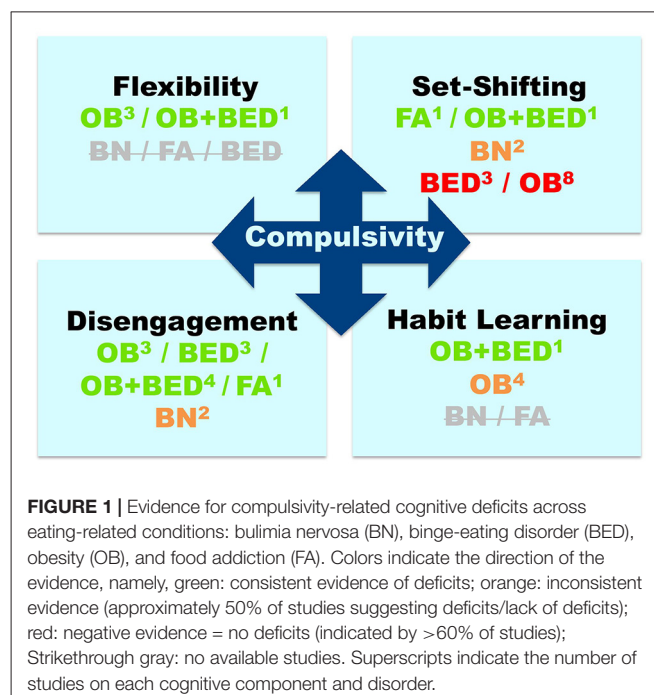 Flexibility
OB³ / OB+BED¹
BN / FA / BED
Set-Shifting
FA¹ / OB+BED¹
BN²
BED³ / OB⁸
Compulsivity
Disengagement
OB³ / BED³ /
OB+BED⁴ / FA¹
BN²
Habit Learning
OB+BED¹
OB⁴
BN / FA
FIGURE 1 | Evidence for compulsivity-related cognitive deficits across
eating-related conditions: bulimia nervosa (BN), binge-eating disorder (BED),
obesity (OB), and food addiction (FA). Colors indicate the direction of the
evidence, namely, green: consistent evidence of deficits; orange: inconsistent
evidence (approximately 50% of studies suggesting deficits/lack of deficits);
red: negative evidence = no deficits (indicated by >60% of studies);
Strikethrough gray: no available studies. Superscripts indicate the number of
studies on each cognitive component and disorder.